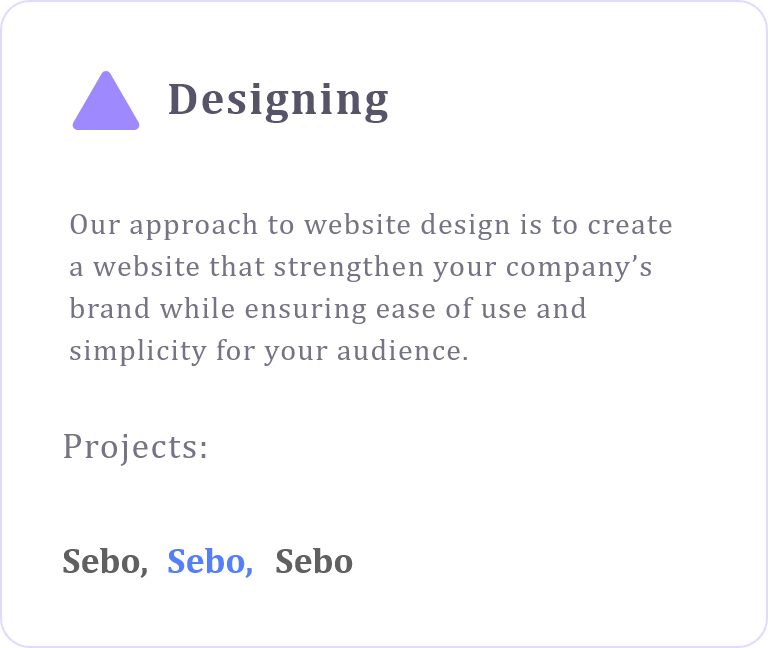 Designing
Our approach to website design is to create
a website that strengthen your company’s
brand while ensuring ease of use and
simplicity for your audience.
Projects:
Sebo, Sebo, Sebo